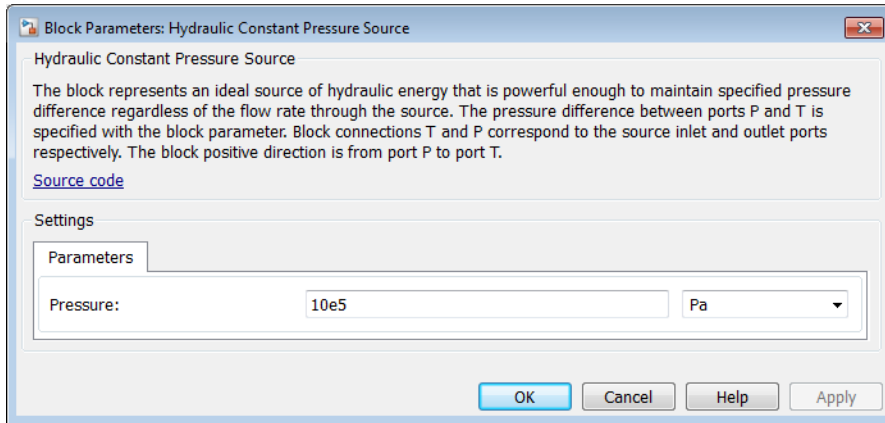 Block Parameters: Hydraulic Constant Pressure Source
Hydraulic Constant Pressure Source
The block represents an ideal source of hydraulic energy that is powerful enough to maintain specified pressure
difference regardless of the flow rate through the source. The pressure difference between ports P and T is
specified with the block parameter. Block connections T and P correspond to the source inlet and outlet ports
respectively. The block positive direction is from port P to port T.
Source code
Settings
Parameters
Pressure: 10e5 Pa
OK Cancel Help Apply